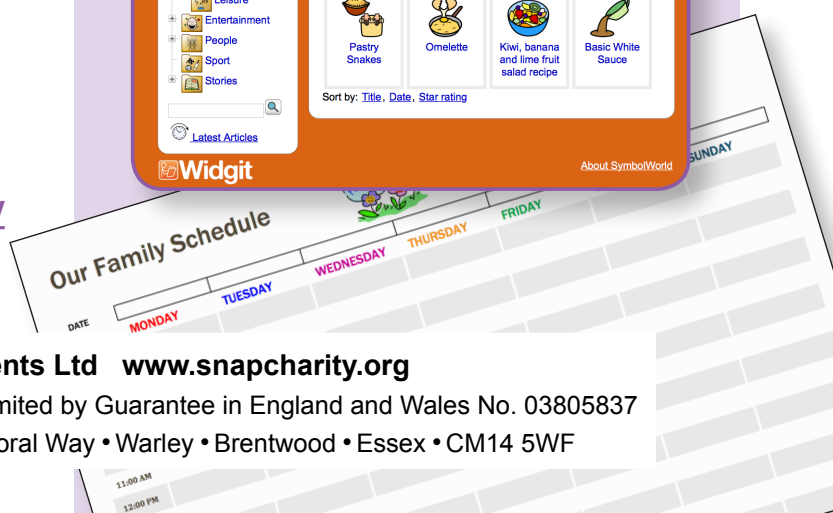 Leisure
Entertainment
People
Sport
Stories
Latest Articles
Pastry
Snakes
Omelette
Kiwi, banana
and lime fruit
salad recipe
Basic White
Sauce
Sort by: Title, Date, Star rating
Widgit
About SymbolWorld
Our Family Schedule
DATE
MONDAY
TUESDAY
WEDNESDAY
THURSDAY
FRIDAY
SUNDAY
ents Ltd www.snapcharity.org
mited by Guarantee in England and Wales No. 03805837
oral Way • Warley • Brentwood • Essex • CM14 5WF
11:00 AM
12:00 PM